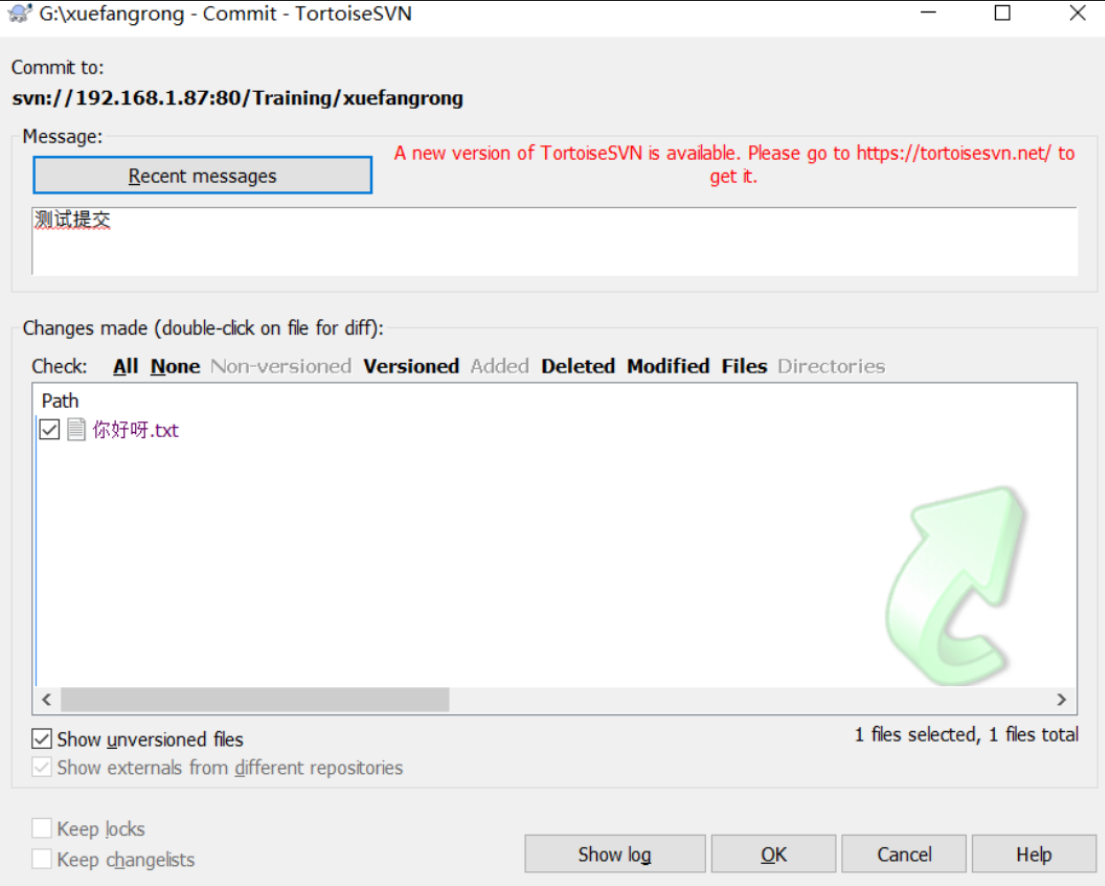 G:\xuefangrong - Commit - TortoiseSVN
Commit to:
svn://192.168.1.87:80/Training/xuefangrong
Message:
Recent messages
A new version of TortoiseSVN is available. Please go to https://tortoisesvn.net/ to
get it.
测试提交
Changes made (double-click on file for diff):
Check: All None Non-versioned Versioned Added Deleted Modified Files Directories
Path
你好呀.txt
Show unversioned files
1 files selected, 1 files total
Show externals from different repositories
Keep locks
Keep changelists
Show log OK Cancel Help